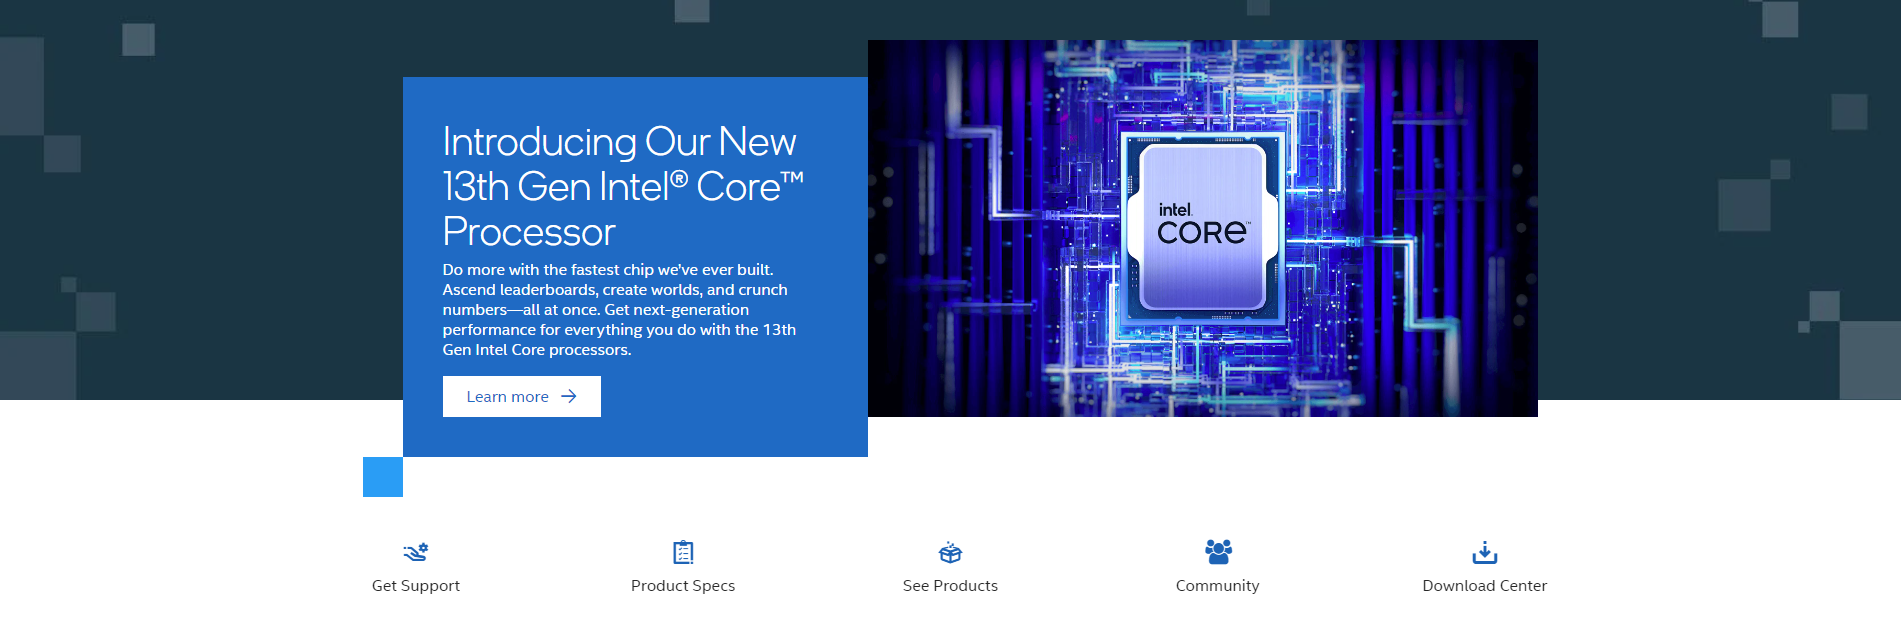 Introducing Our New
13th Gen Intel® Core™
Processor
Do more with the fastest chip we've ever built.
Ascend leaderboards, create worlds, and crunch
numbers—all at once. Get next-generation
performance for everything you do with the 13th
Gen Intel Core processors.
Learn more
intel.
CORE™
Get Support
Product Specs
See Products
Community
Download Center